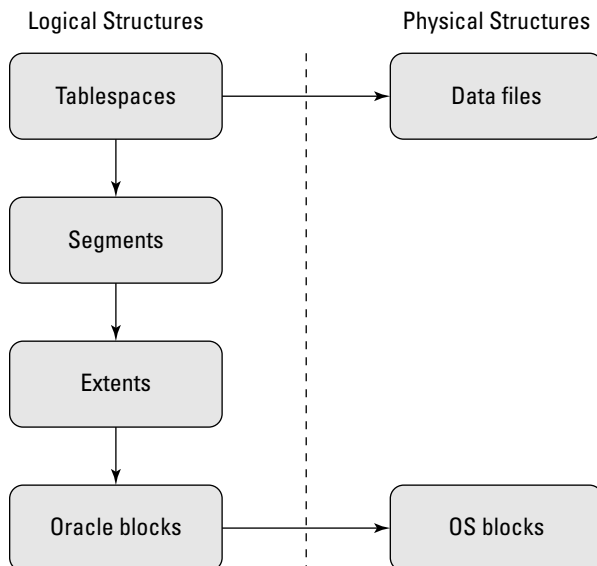 Logical Structures
Physical Structures
Tablespaces
Data files
Segments
Extents
Oracle blocks
OS blocks